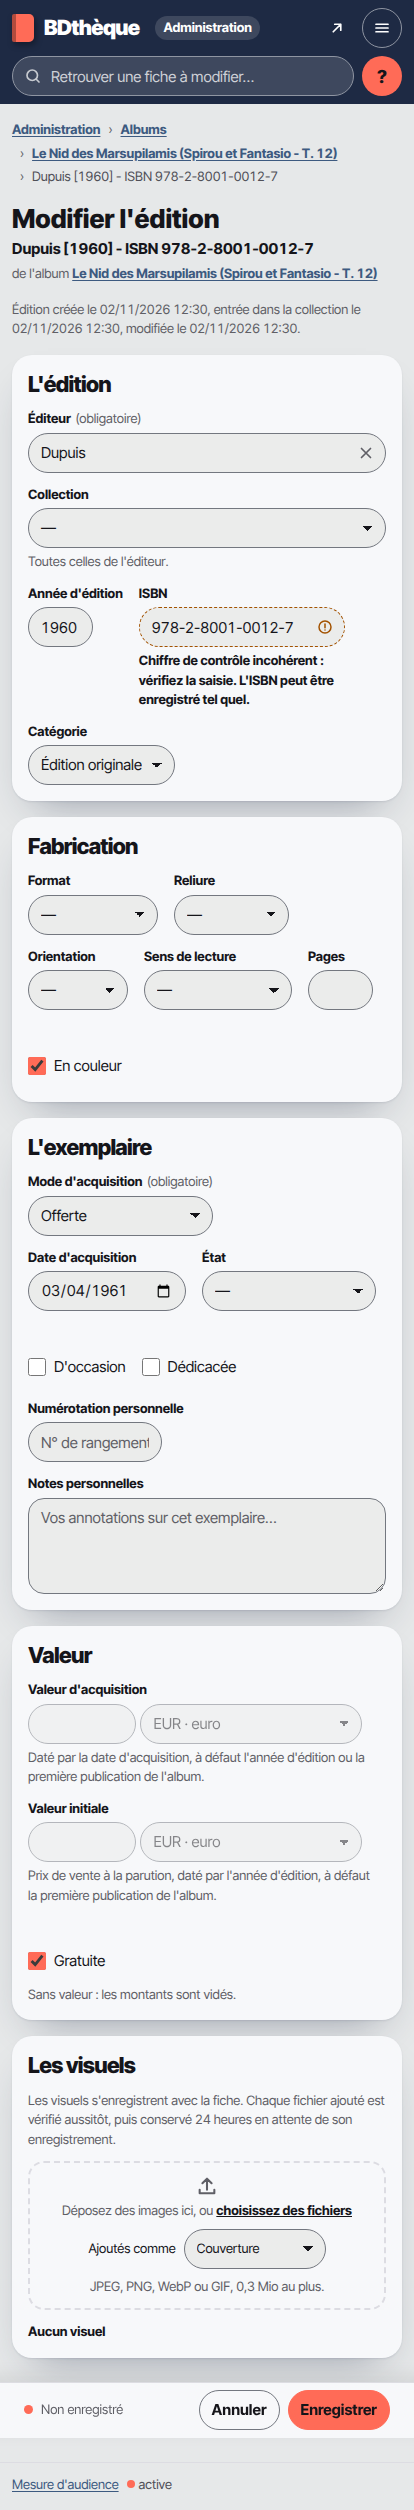 BDthèque Administration
Retrouver une fiche à modifier... ?
Administration › Albums
› Le Nid des Marsupilamis (Spirou et Fantasio - T. 12)
› Dupuis [1960] - ISBN 978-2-8001-0012-7
Modifier l'édition
Dupuis [1960] - ISBN 978-2-8001-0012-7
de l'album Le Nid des Marsupilamis (Spirou et Fantasio - T. 12)
Édition créée le 02/11/2026 12:30, entrée dans la collection le
02/11/2026 12:30, modifiée le 02/11/2026 12:30.
L'édition
Éditeur (obligatoire)
Dupuis
Collection
—
Toutes celles de l'éditeur.
Année d'édition ISBN
1960 978-2-8001-0012-7
Chiffre de contrôle incohérent :
vérifiez la saisie. L'ISBN peut être
enregistré tel quel.
Catégorie
Édition originale
Fabrication
Format Reliure
— —
Orientation Sens de lecture Pages
— —
En couleur
L'exemplaire
Mode d'acquisition (obligatoire)
Offerte
Date d'acquisition État
03/04/1961 —
D'occasion Dédicacée
Numérotation personnelle
N° de rangement
Notes personnelles
Vos annotations sur cet exemplaire...
Valeur
Valeur d'acquisition
EUR · euro
Daté par la date d'acquisition, à défaut l'année d'édition ou la
première publication de l'album.
Valeur initiale
EUR · euro
Prix de vente à la parution, daté par l'année d'édition, à défaut
la première publication de l'album.
Gratuite
Sans valeur : les montants sont vidés.
Les visuels
Les visuels s'enregistrent avec la fiche. Chaque fichier ajouté est
vérifié aussitôt, puis conservé 24 heures en attente de son
enregistrement.
Déposez des images ici, ou choisissez des fichiers
Ajoutés comme Couverture
JPEG, PNG, WebP ou GIF, 0,3 Mio au plus.
Aucun visuel
Non enregistré Annuler Enregistrer
Mesure d'audience active